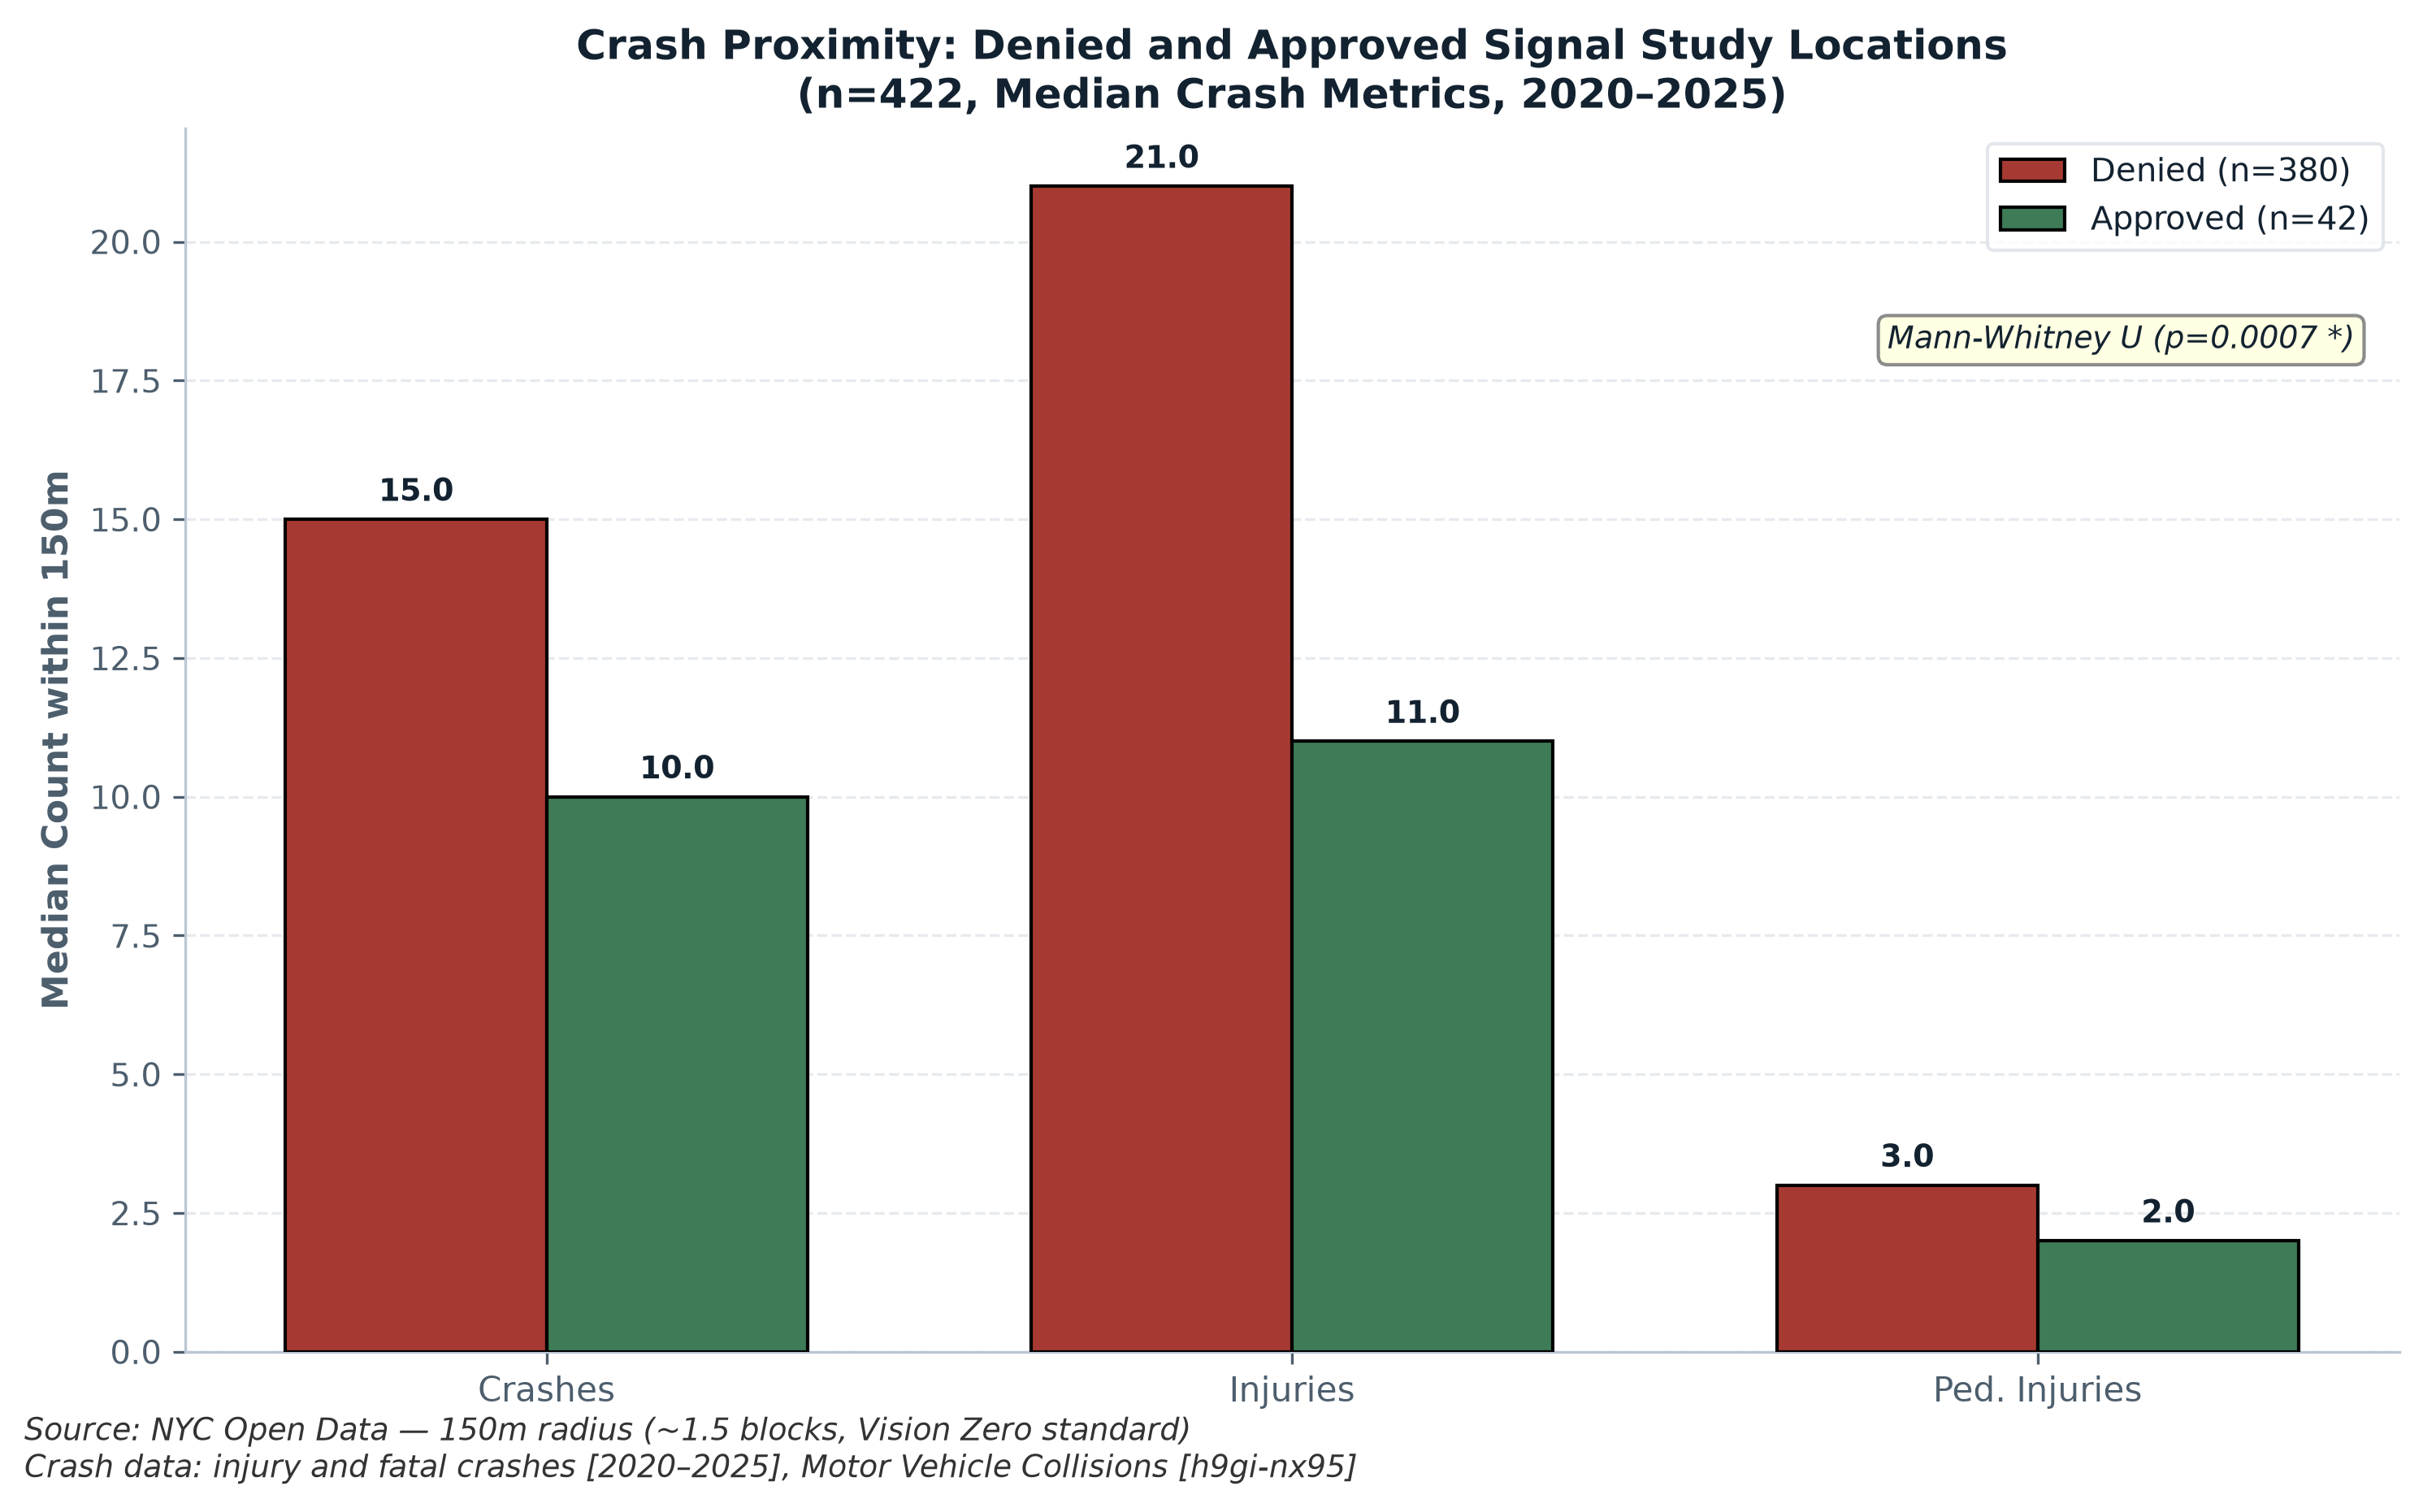 Crash Proximity: Denied and Approved Signal Study Locations
(n=422, Median Crash Metrics, 2020–2025)
Denied (n=380)
Approved (n=42)
Mann-Whitney U (p=0.0007 *)
Median Count within 150m
20.0
17.5
15.0
12.5
10.0
7.5
5.0
2.5
0.0
15.0
10.0
21.0
11.0
3.0
2.0
Crashes
Injuries
Ped. Injuries
Source: NYC Open Data — 150m radius (~1.5 blocks, Vision Zero standard)
Crash data: injury and fatal crashes [2020–2025], Motor Vehicle Collisions [h9gi-nx95]